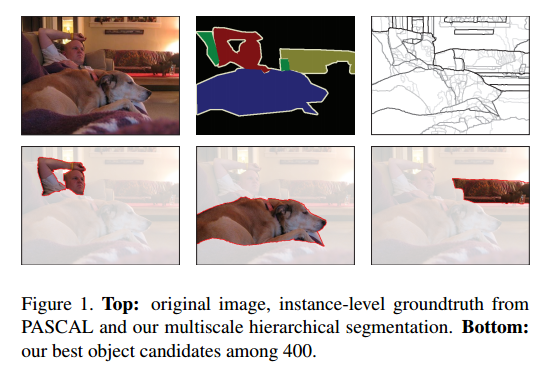 Figure 1. Top: original image, instance-level groundtruth from
PASCAL and our multiscale hierarchical segmentation. Bottom:
our best object candidates among 400.